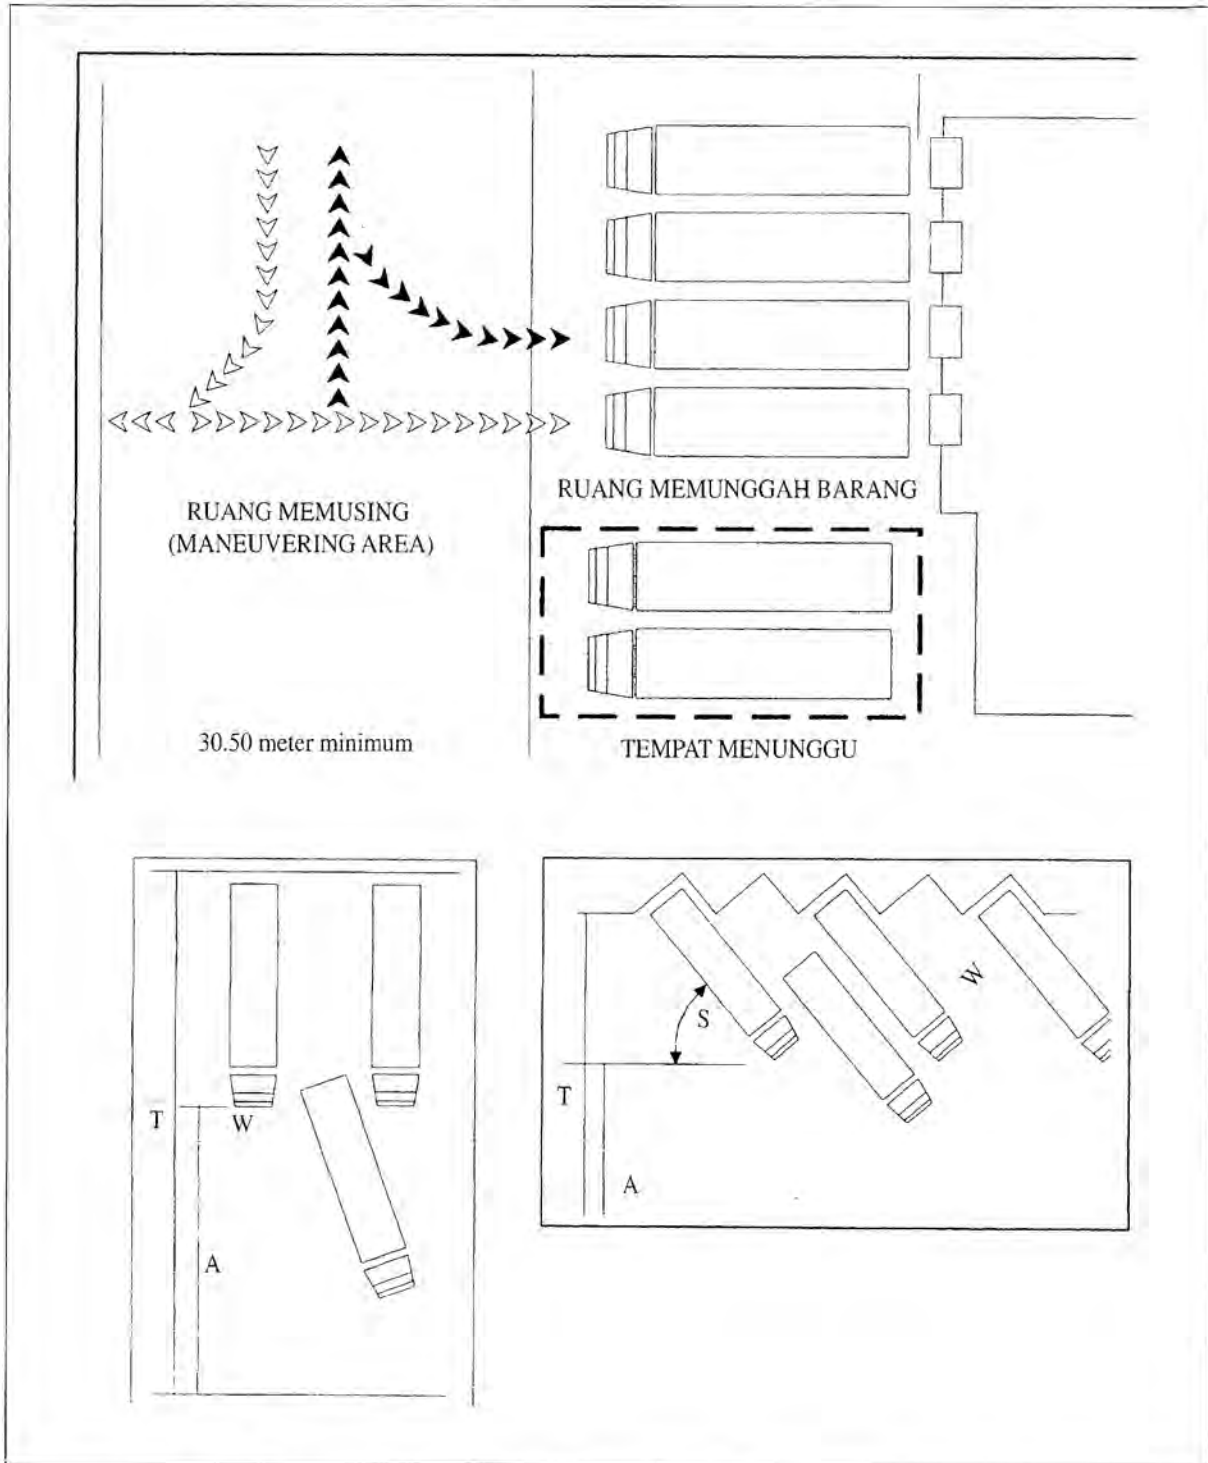 RUANG MEMUNGGAH BARANG
RUANG MEMUSING
(MANEUVERING AREA)
30.50 meter minimum
TEMPAT MENUNGGU
T
W
A
S
W
T
A